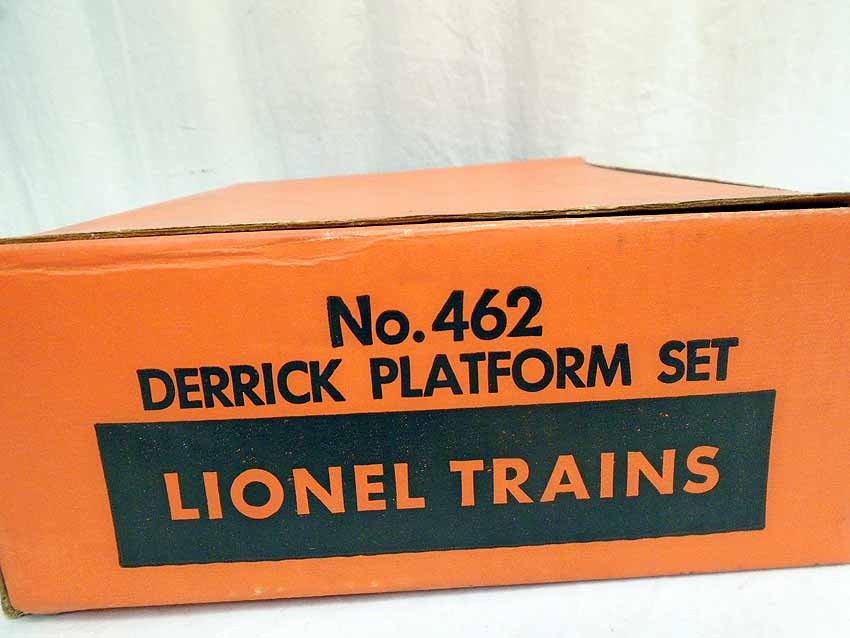 No. 462
DERRICK PLATFORM SET
LIONEL TRAINS